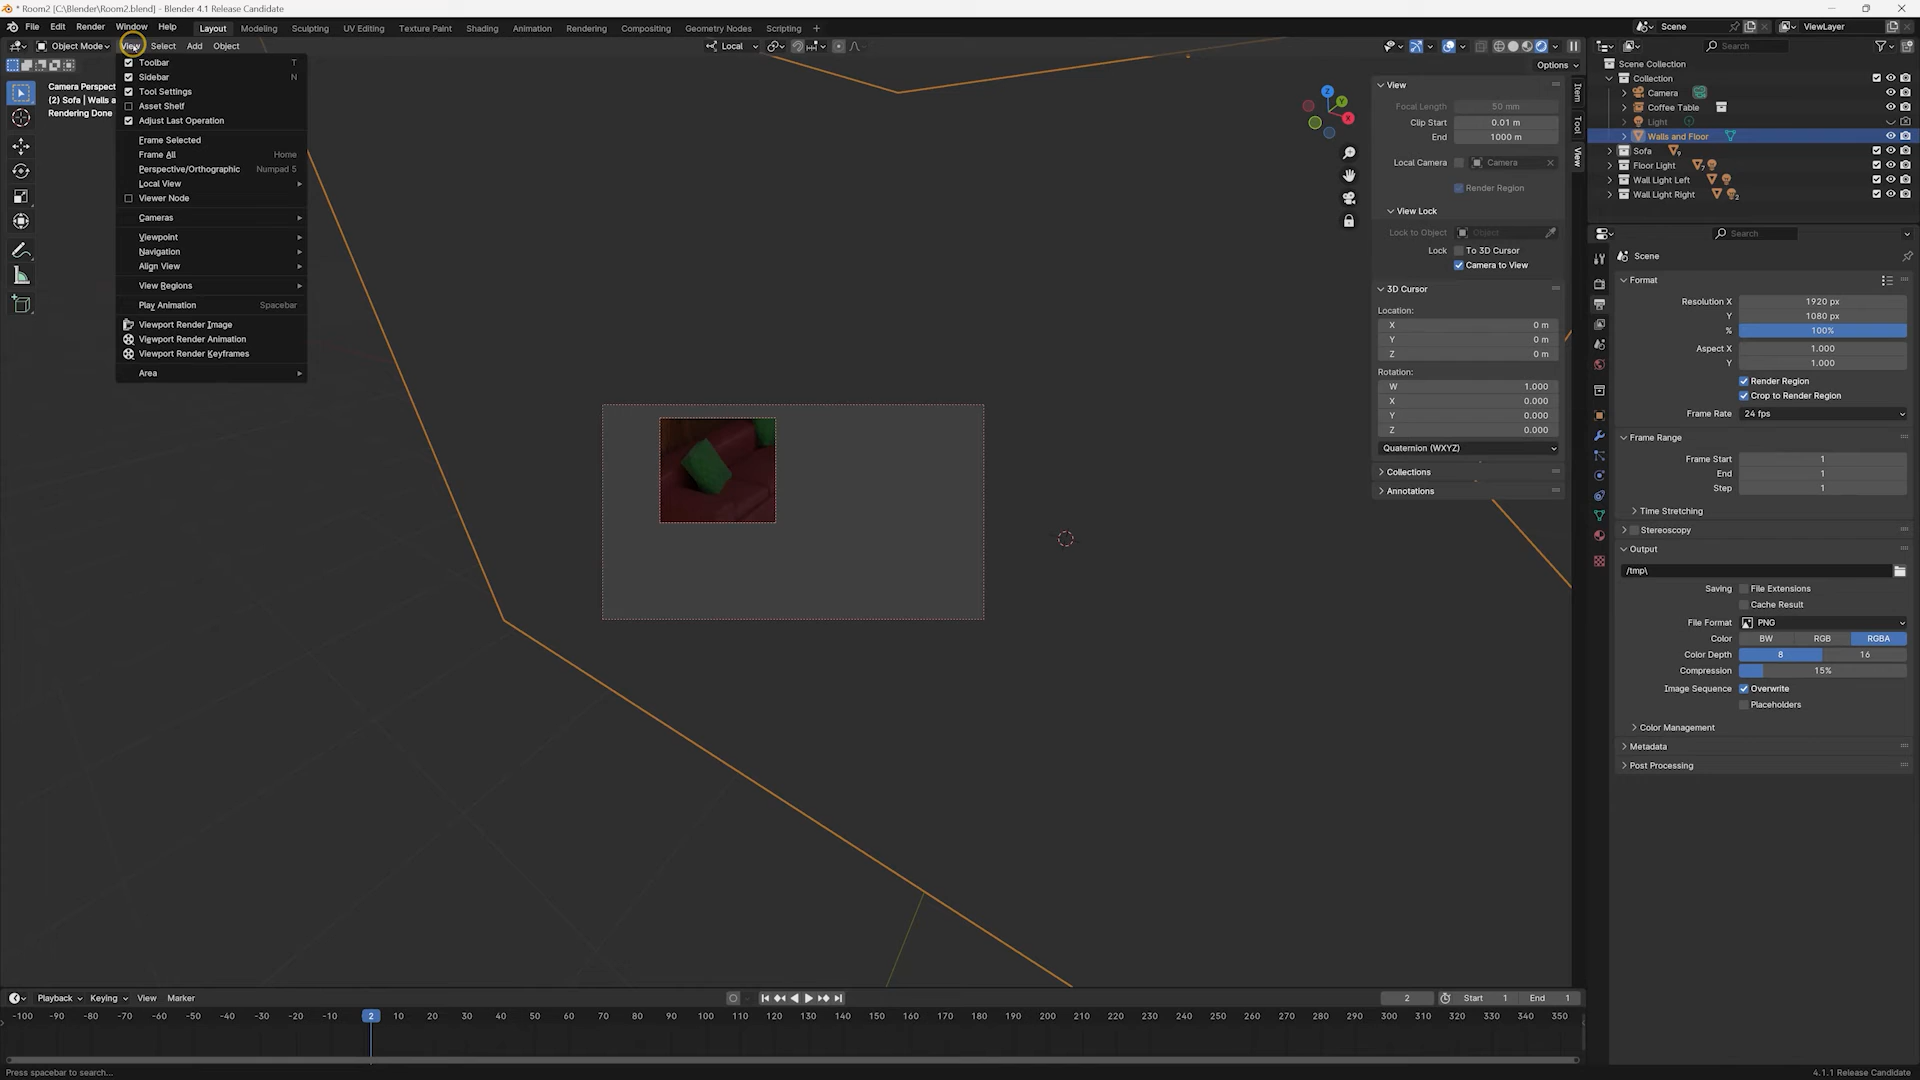 * Room2 [C:\Blender\Room2.blend] - Blender 4.1 Release Candidate
File Edit Render Window Help Layout Modeling Sculpting UV Editing Texture Paint Shading Animation Rendering Compositing Geometry Nodes Scripting +
Scene
ViewLayer
Object Mode View Select Add Object
Local
Options
Camera Perspect
(2) Sofa | Walls a
Rendering Done
Toolbar T
Sidebar N
Tool Settings
Asset Shelf
Adjust Last Operation
Frame Selected
Frame All Home
Perspective/Orthographic Numpad 5
Local View
Viewer Node
Cameras
Viewpoint
Navigation
Align View
View Regions
Play Animation Spacebar
Viewport Render Image
Viewport Render Animation
Viewport Render Keyframes
Area
Z
Y
X
View
Focal Length 50 mm
Clip Start 0.01 m
End 1000 m
Local Camera Camera
Render Region
View Lock
Lock to Object Object
Lock To 3D Cursor
Camera to View
3D Cursor
Location:
X 0 m
Y 0 m
Z 0 m
Rotation:
W 1.000
X 0.000
Y 0.000
Z 0.000
Quaternion (WXYZ)
Collections
Annotations
Item
Tool
View
Search
Scene Collection
Collection
Camera
Coffee Table
Light
Walls and Floor
Sofa 9
Floor Light 7
Wall Light Left
Wall Light Right 2
Search
Scene
Format
Resolution X 1920 px
Y 1080 px
% 100%
Aspect X 1.000
Y 1.000
Render Region
Crop to Render Region
Frame Rate 24 fps
Frame Range
Frame Start 1
End 1
Step 1
Time Stretching
Stereoscopy
Output
/tmp\
Saving File Extensions
Cache Result
File Format PNG
Color BW RGB RGBA
Color Depth 8 16
Compression 15%
Image Sequence Overwrite
Placeholders
Color Management
Metadata
Post Processing
Playback Keying View Marker
2 Start 1 End 1
-100 -90 -80 -70 -60 -50 -40 -30 -20 -10 2 10 20 30 40 50 60 70 80 90 100 110 120 130 140 150 160 170 180 190 200 210 220 230 240 250 260 270 280 290 300 310 320 330 340 350
Press spacebar to search...
4.1.1 Release Candidate